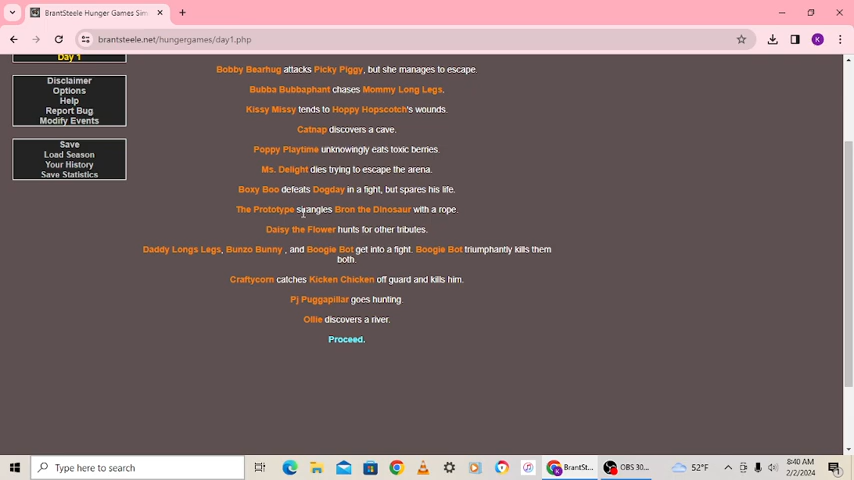 BrantSteele Hunger Games Sim
brantsteele.net/hungergames/day1.php
K
Day 1
Disclaimer
Options
Help
Report Bug
Modify Events
Save
Load Season
Your History
Save Statistics
Bobby Bearhug attacks Picky Piggy, but she manages to escape.
Bubba Bubbaphant chases Mommy Long Legs.
Kissy Missy tends to Hoppy Hopscotch's wounds.
Catnap discovers a cave.
Poppy Playtime unknowingly eats toxic berries.
Ms. Delight dies trying to escape the arena.
Boxy Boo defeats Dogday in a fight, but spares his life.
The Prototype strangles Bron the Dinosaur with a rope.
Daisy the Flower hunts for other tributes.
Daddy Longs Legs, Bunzo Bunny , and Boogie Bot get into a fight. Boogie Bot triumphantly kills them
both.
Craftycorn catches Kicken Chicken off guard and kills him.
Pj Puggapillar goes hunting.
Ollie discovers a river.
Proceed.
Type here to search
BrantSt...
OBS 30...
52°F
8:40 AM
2/2/2024